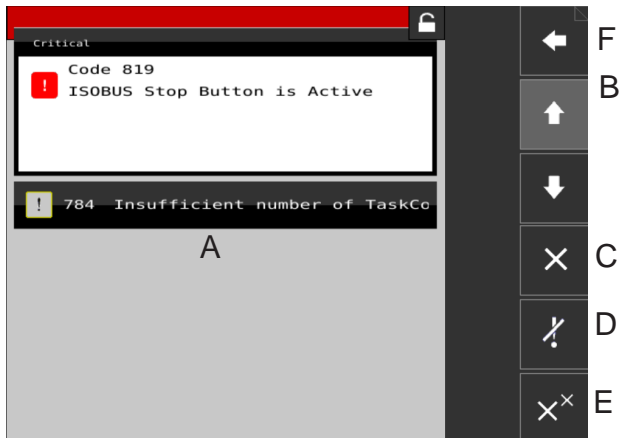 Critical
Code 819
! ISOBUS Stop Button is Active
! 784 Insufficient number of TaskCo
A
F
B
C
D
E